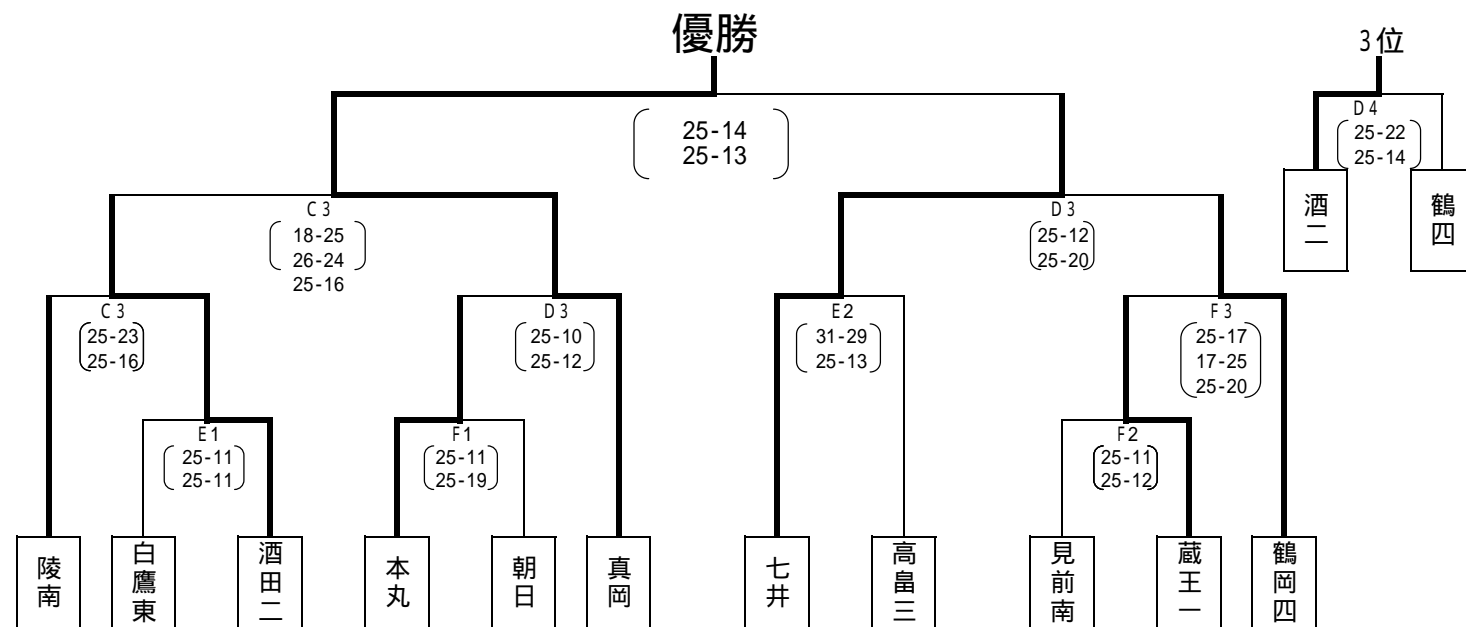 優勝
3位
25-14
25-13
D4
25-22
25-14
酒二
鶴四
C3
18-25
26-24
25-16
D3
25-12
25-20
C3
25-23
25-16
D3
25-10
25-12
E2
31-29
25-13
F3
25-17
17-25
25-20
E1
25-11
25-11
F1
25-11
25-19
F2
25-11
25-12
陵南
白鷹東
酒田二
本丸
朝日
真岡
七井
高畠三
見前南
蔵王一
鶴岡四